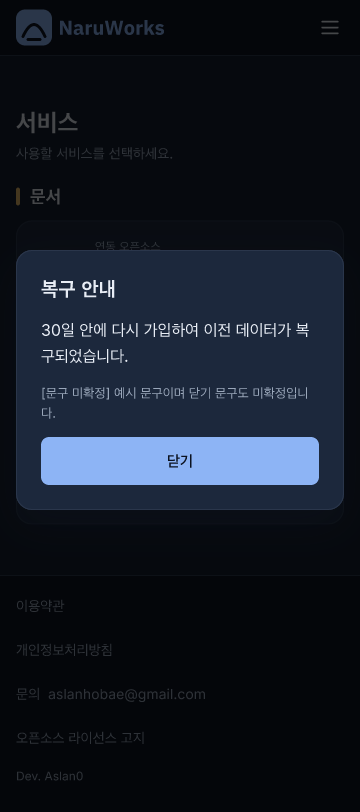 NaruWorks
서비스
사용할 서비스를 선택하세요.
문서
연동 오픈소스
복구 안내
30일 안에 다시 가입하여 이전 데이터가 복
구되었습니다.
[문구 미확정] 예시 문구이며 닫기 문구도 미확정입니
다.
닫기
이용약관
개인정보처리방침
문의 aslanhobae@gmail.com
오픈소스 라이선스 고지
Dev. Aslan0